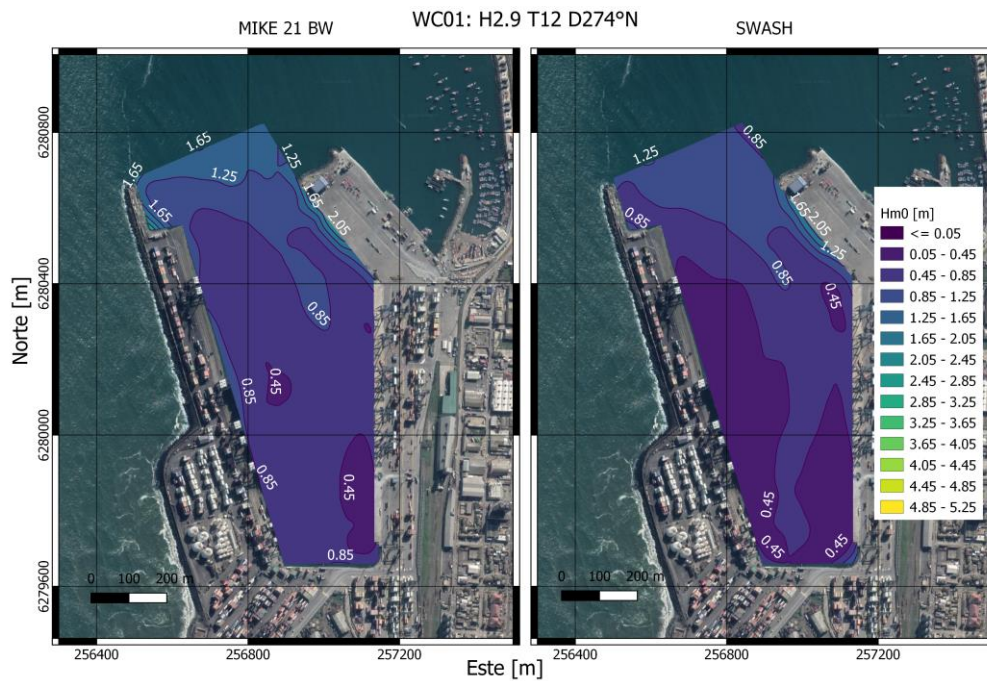 WC01: H2.9 T12 D274°N
MIKE 21 BW
SWASH
1.65
1.25
1.65
1.65
1.25
1.65
2.05
0.85
0.45
0.85
0.85
0.45
0.85
0.85
1.25
0.85
1.65
2.05
1.25
0.85
0.45
0.45
0.45
0.45
Hm0 [m]
<= 0.05
0.05 - 0.45
0.45 - 0.85
0.85 - 1.25
1.25 - 1.65
1.65 - 2.05
2.05 - 2.45
2.45 - 2.85
2.85 - 3.25
3.25 - 3.65
3.65 - 4.05
4.05 - 4.45
4.45 - 4.85
4.85 - 5.25
6280800
6280400
6280000
6279600
Norte [m]
0 100 200 m
0 100 200 m
256400 256800 257200
256400 256800 257200
Este [m]